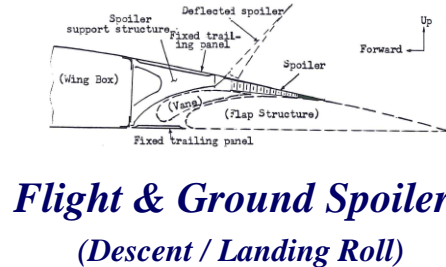 Deflected spoiler
Spoiler
support structure
Fixed trail-
ing panel
Up
Forward
Spoiler
(Wing Box)
(Vane)
(Flap Structure)
Fixed trailing panel
Flight & Ground Spoiler
(Descent / Landing Roll)